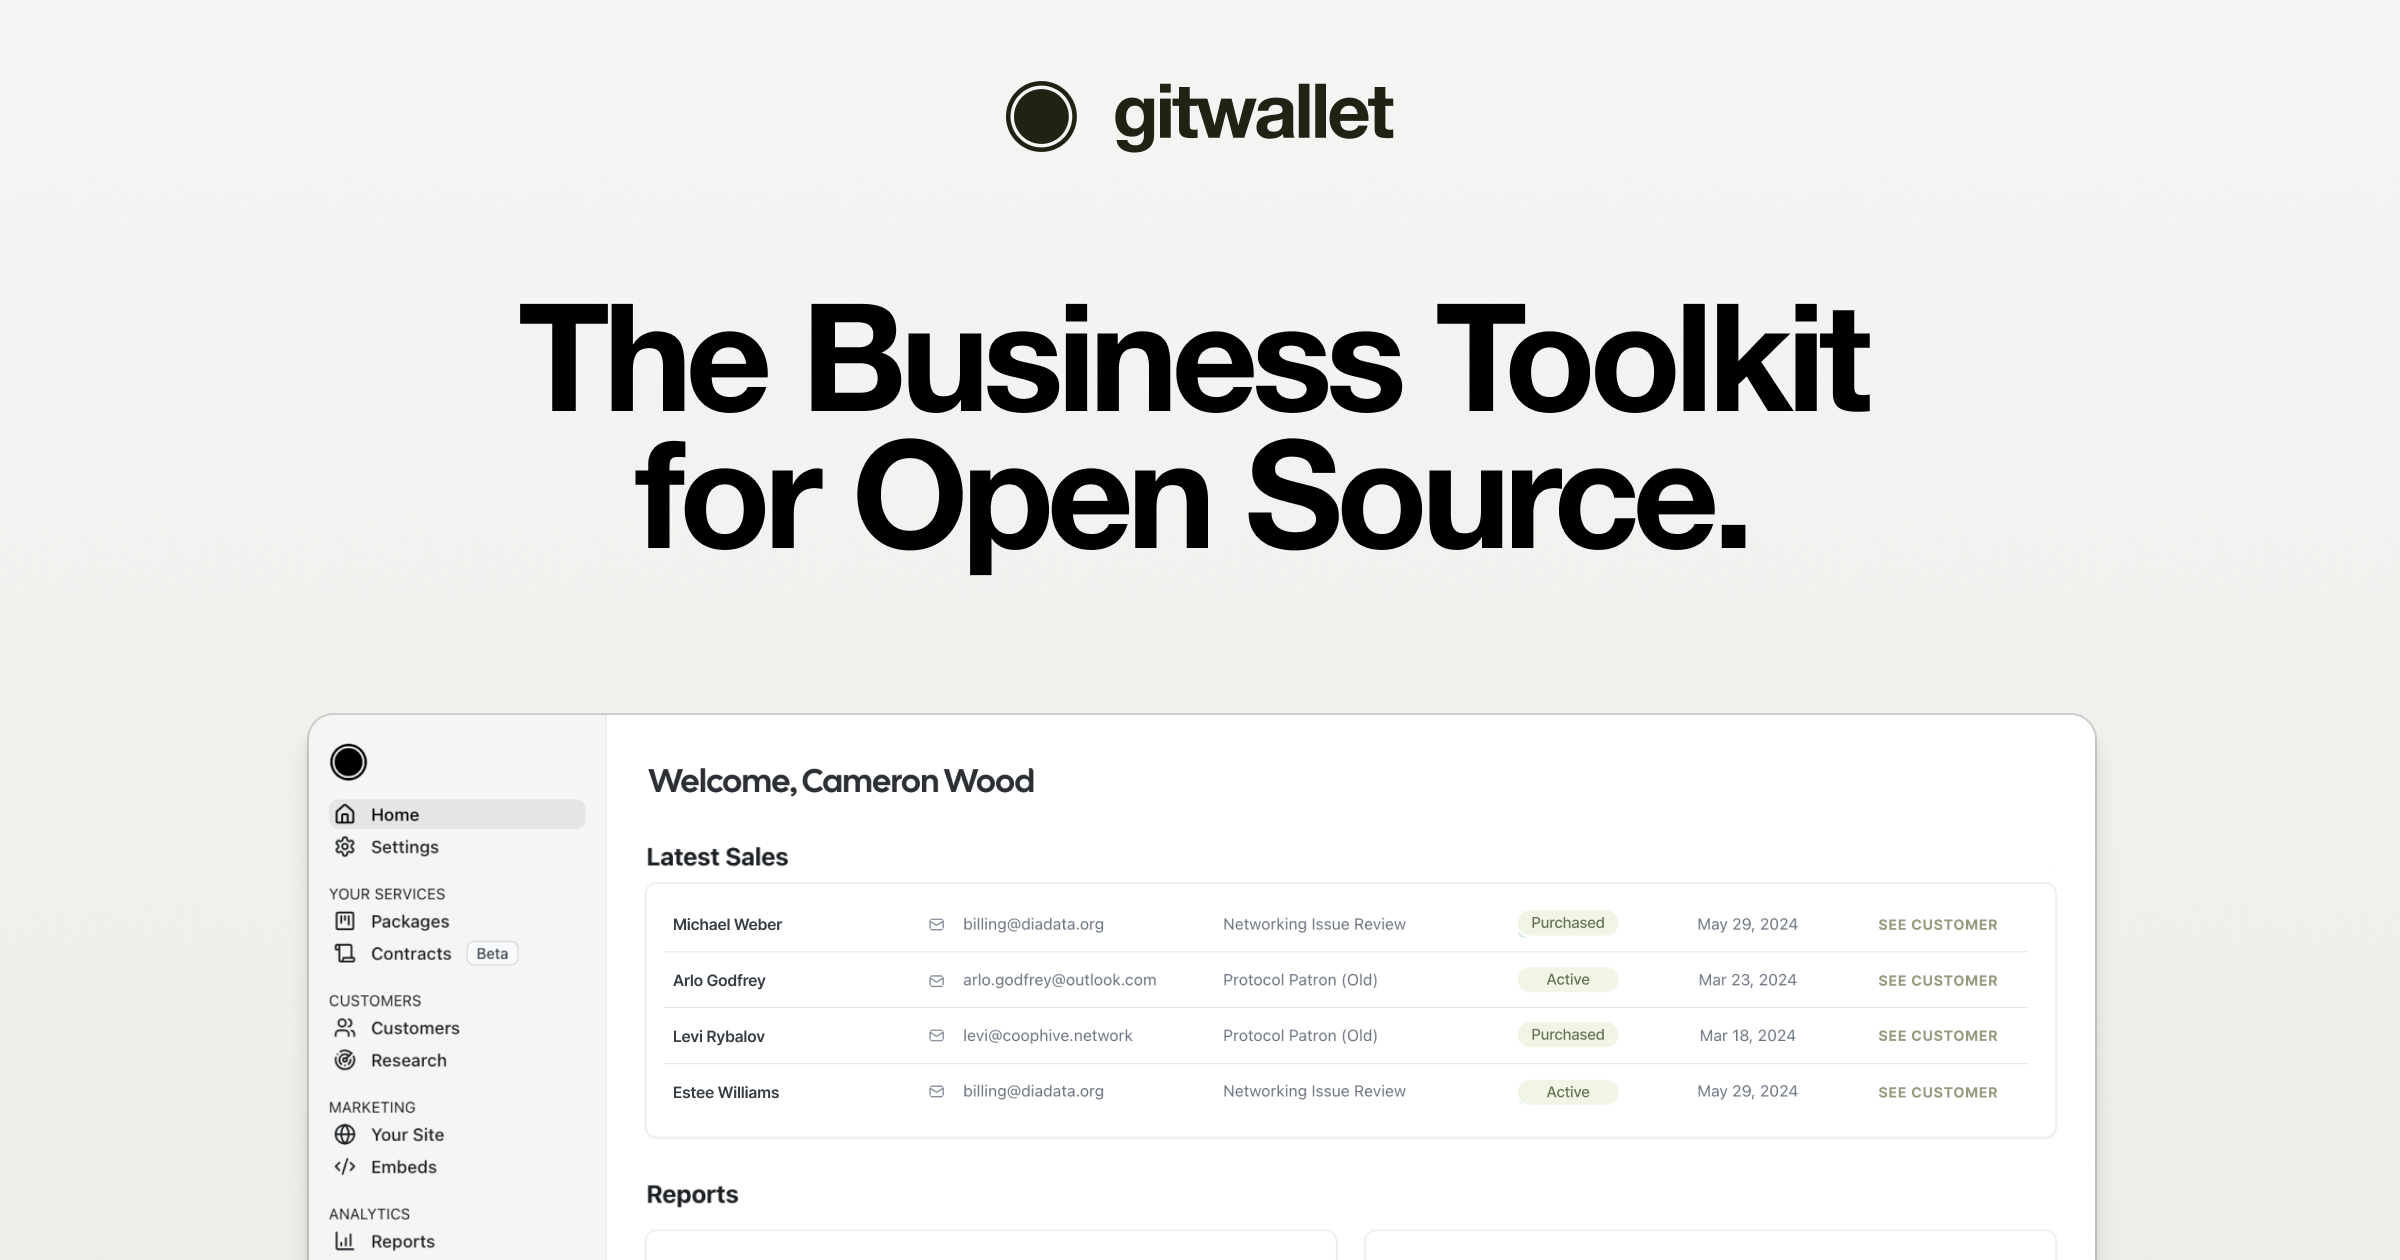 gitwallet
The Business Toolkit
for Open Source.
Home
Settings
YOUR SERVICES
Packages
Contracts Beta
CUSTOMERS
Customers
Research
MARKETING
Your Site
Embeds
ANALYTICS
Reports
Welcome, Cameron Wood
Latest Sales
Michael Weber billing@diadata.org Networking Issue Review Purchased May 29, 2024 SEE CUSTOMER
Arlo Godfrey arlo.godfrey@outlook.com Protocol Patron (Old) Active Mar 23, 2024 SEE CUSTOMER
Levi Rybalov levi@coophive.network Protocol Patron (Old) Purchased Mar 18, 2024 SEE CUSTOMER
Estee Williams billing@diadata.org Networking Issue Review Active May 29, 2024 SEE CUSTOMER
Reports